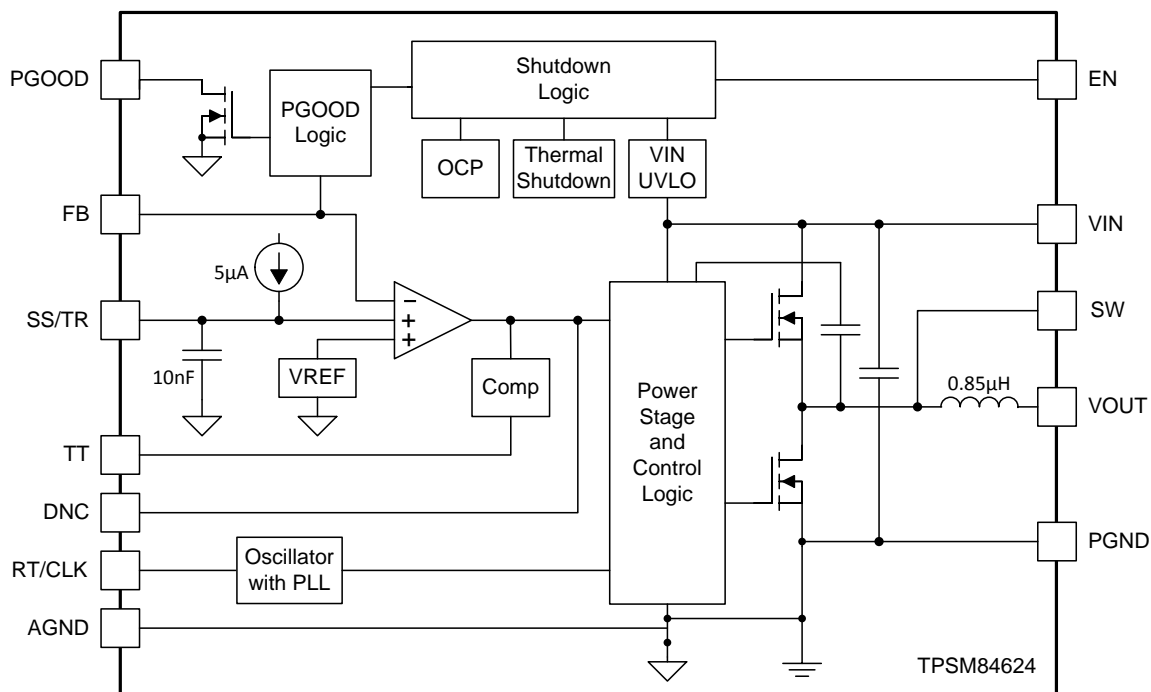 PGOOD
FB
SS/TR
TT
DNC
RT/CLK
AGND
PGOOD
Logic
Shutdown
Logic
OCP
Thermal
Shutdown
VIN
UVLO
5µA
10nF
VREF
−
+
+
Comp
Oscillator
with PLL
Power
Stage
and
Control
Logic
0.85µH
EN
VIN
SW
VOUT
PGND
TPSM84624